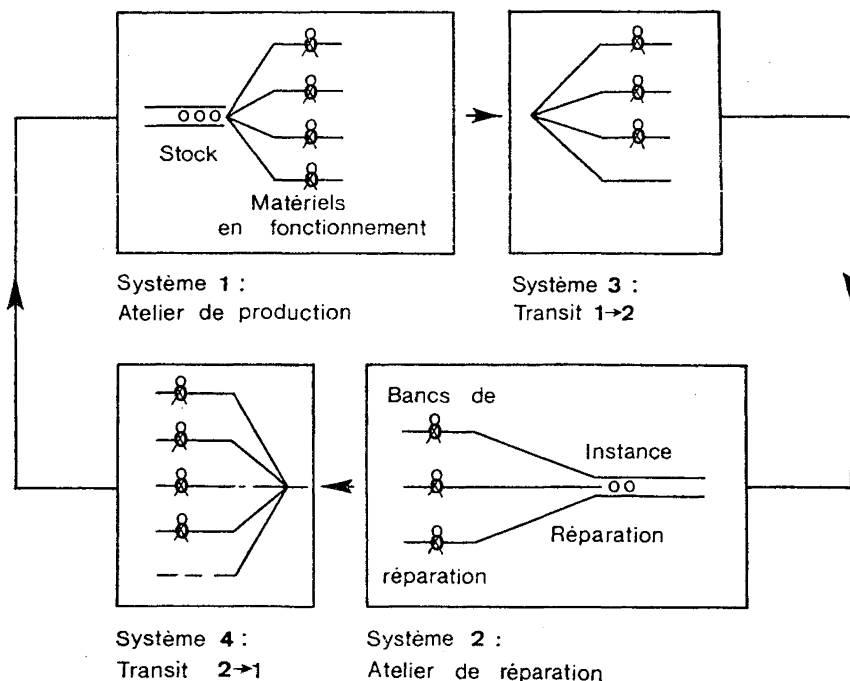 Stock
Matériels
en fonctionnement
Système 1 :
Atelier de production
Système 3 :
Transit 1→2
Bancs de
Instance
Réparation
réparation
Système 4 :
Transit 2→1
Système 2 :
Atelier de réparation